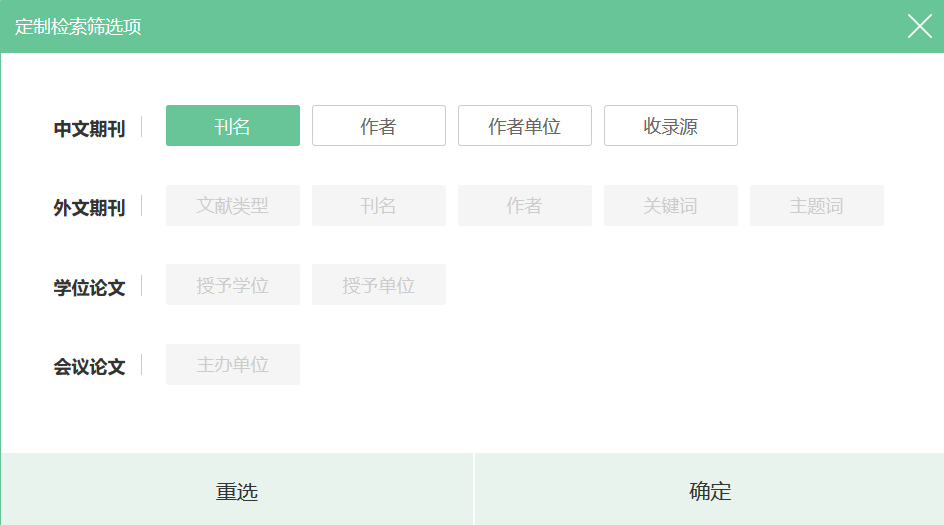 定制检索筛选项
中文期刊 刊名 作者 作者单位 收录源
外文期刊 文献类型 刊名 作者 关键词 主题词
学位论文 授予学位 授予单位
会议论文 主办单位
重选 确定